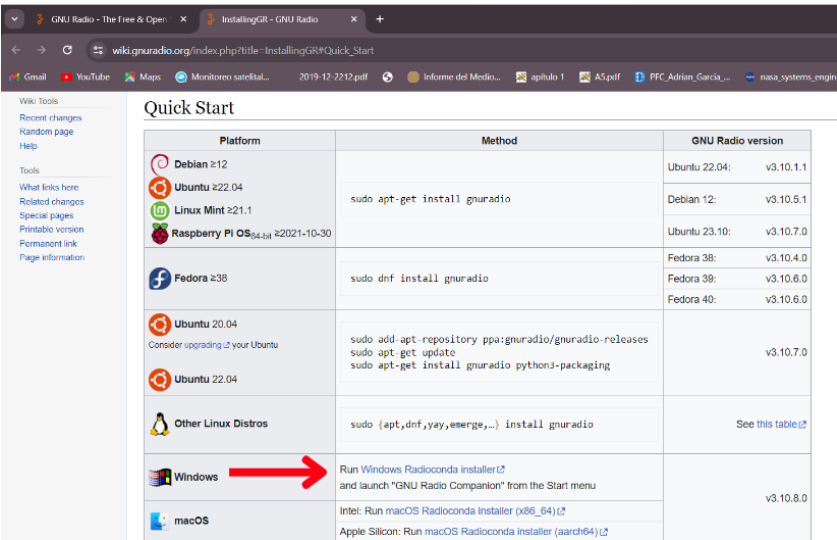 GNU Radio - The Free & Open
InstallingGR - GNU Radio
wiki.gnuradio.org/index.php?title=InstallingGR#Quick_Start
Gmail
YouTube
Maps
Monitoreo satelital...
2019-12-2212.pdf
Informe del Medio...
apitulo 1
A5.pdf
PFC_Adrian_Garcia_...
nasa_systems_engin
Wiki Tools
Recent changes
Random page
Help
Tools
What links here
Related changes
Special pages
Printable version
Permanent link
Page information
Quick Start
Platform Method GNU Radio version
Debian ≥12
Ubuntu ≥22.04
Linux Mint ≥21.1
Raspberry Pi OS64-bit ≥2021-10-30
sudo apt-get install gnuradio
Ubuntu 22.04: v3.10.1.1
Debian 12: v3.10.5.1
Ubuntu 23.10: v3.10.7.0
Fedora ≥38
sudo dnf install gnuradio
Fedora 38: v3.10.4.0
Fedora 39: v3.10.6.0
Fedora 40: v3.10.6.0
Ubuntu 20.04
Consider upgrading your Ubuntu
Ubuntu 22.04
sudo add-apt-repository ppa:gnuradio/gnuradio-releases
sudo apt-get update
sudo apt-get install gnuradio python3-packaging
v3.10.7.0
Other Linux Distros
sudo {apt,dnf,yay,emerge,…} install gnuradio
See this table
Windows
Run Windows Radioconda installer
and launch "GNU Radio Companion" from the Start menu
macOS
Intel: Run macOS Radioconda Installer (x86_64)
Apple Silicon: Run macOS Radioconda installer (aarch64)
v3.10.8.0